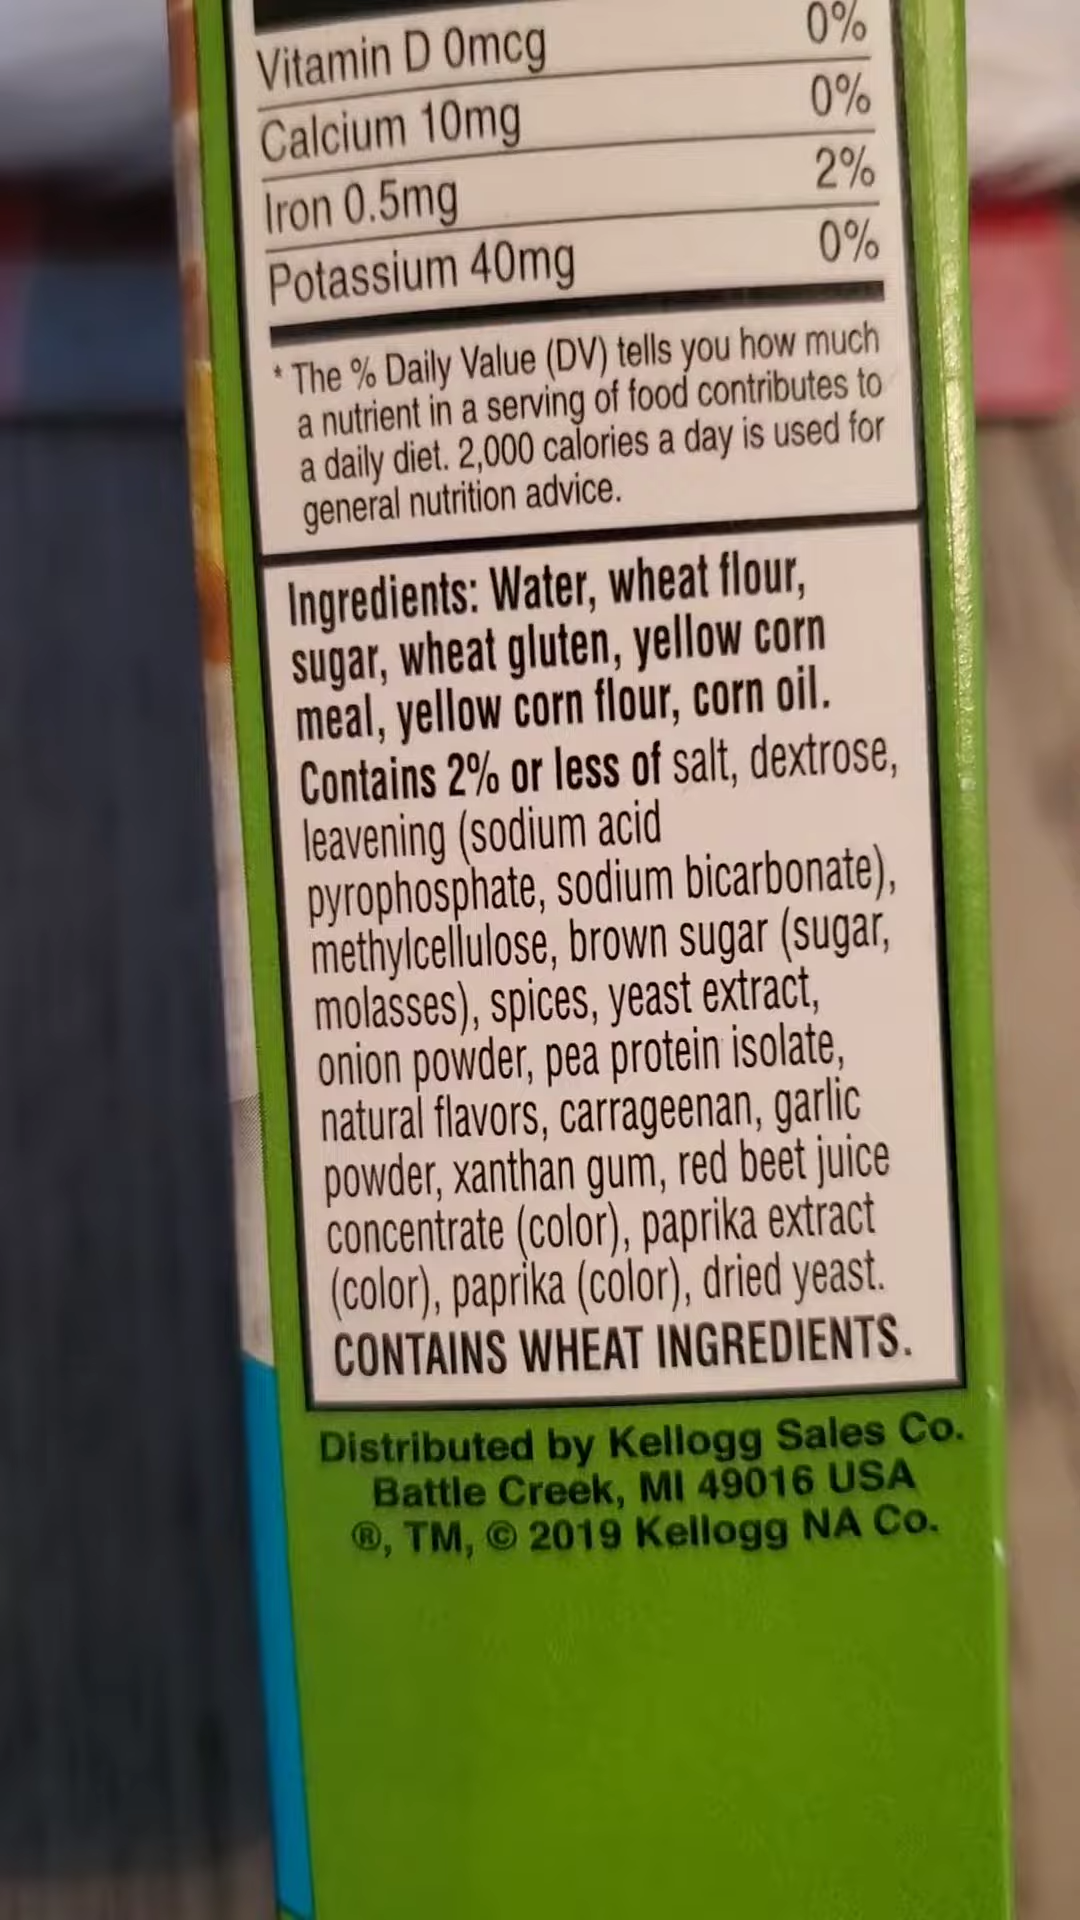 Vitamin D 0mcg 0%
Calcium 10mg 0%
Iron 0.5mg 2%
Potassium 40mg 0%
* The % Daily Value (DV) tells you how much
a nutrient in a serving of food contributes to
a daily diet. 2,000 calories a day is used for
general nutrition advice.
Ingredients: Water, wheat flour,
sugar, wheat gluten, yellow corn
meal, yellow corn flour, corn oil.
Contains 2% or less of salt, dextrose,
leavening (sodium acid
pyrophosphate, sodium bicarbonate),
methylcellulose, brown sugar (sugar,
molasses), spices, yeast extract,
onion powder, pea protein isolate,
natural flavors, carrageenan, garlic
powder, xanthan gum, red beet juice
concentrate (color), paprika extract
(color), paprika (color), dried yeast.
CONTAINS WHEAT INGREDIENTS.
Distributed by Kellogg Sales Co.
Battle Creek, MI 49016 USA
®, TM, © 2019 Kellogg NA Co.